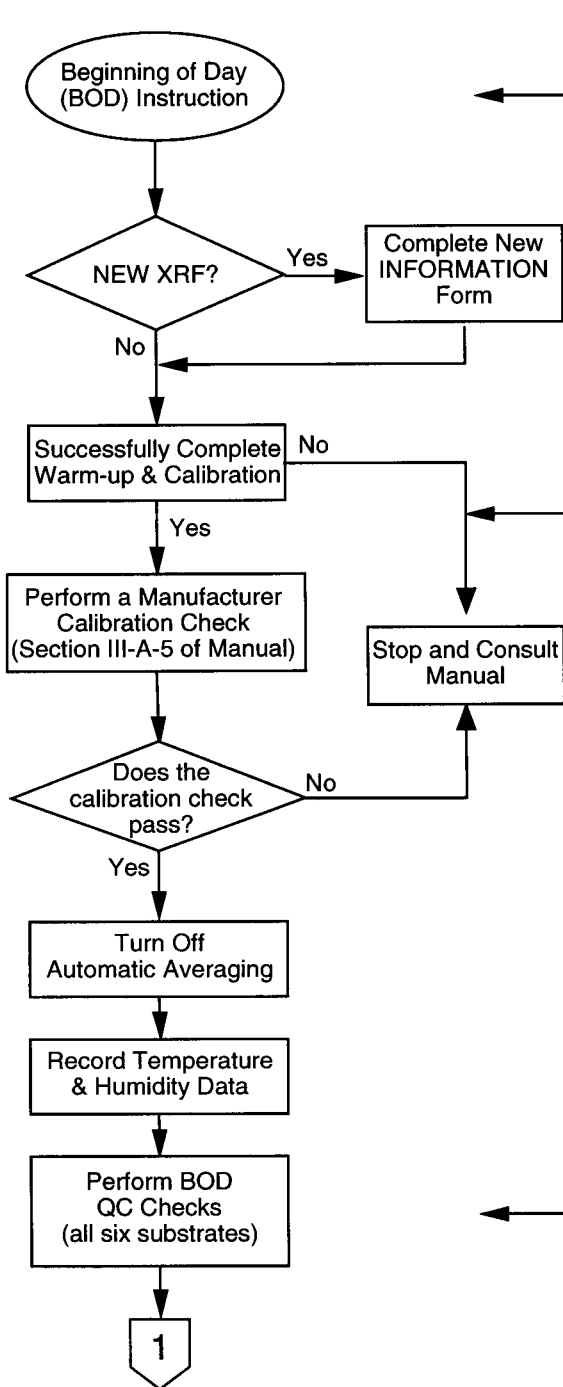 Beginning of Day
(BOD) Instruction
NEW XRF?
Yes
Complete New
INFORMATION
Form
No
Successfully Complete
Warm-up & Calibration
No
Yes
Perform a Manufacturer
Calibration Check
(Section III-A-5 of Manual)
Stop and Consult
Manual
Does the
calibration check
pass?
No
Yes
Turn Off
Automatic Averaging
Record Temperature
& Humidity Data
Perform BOD
QC Checks
(all six substrates)
1